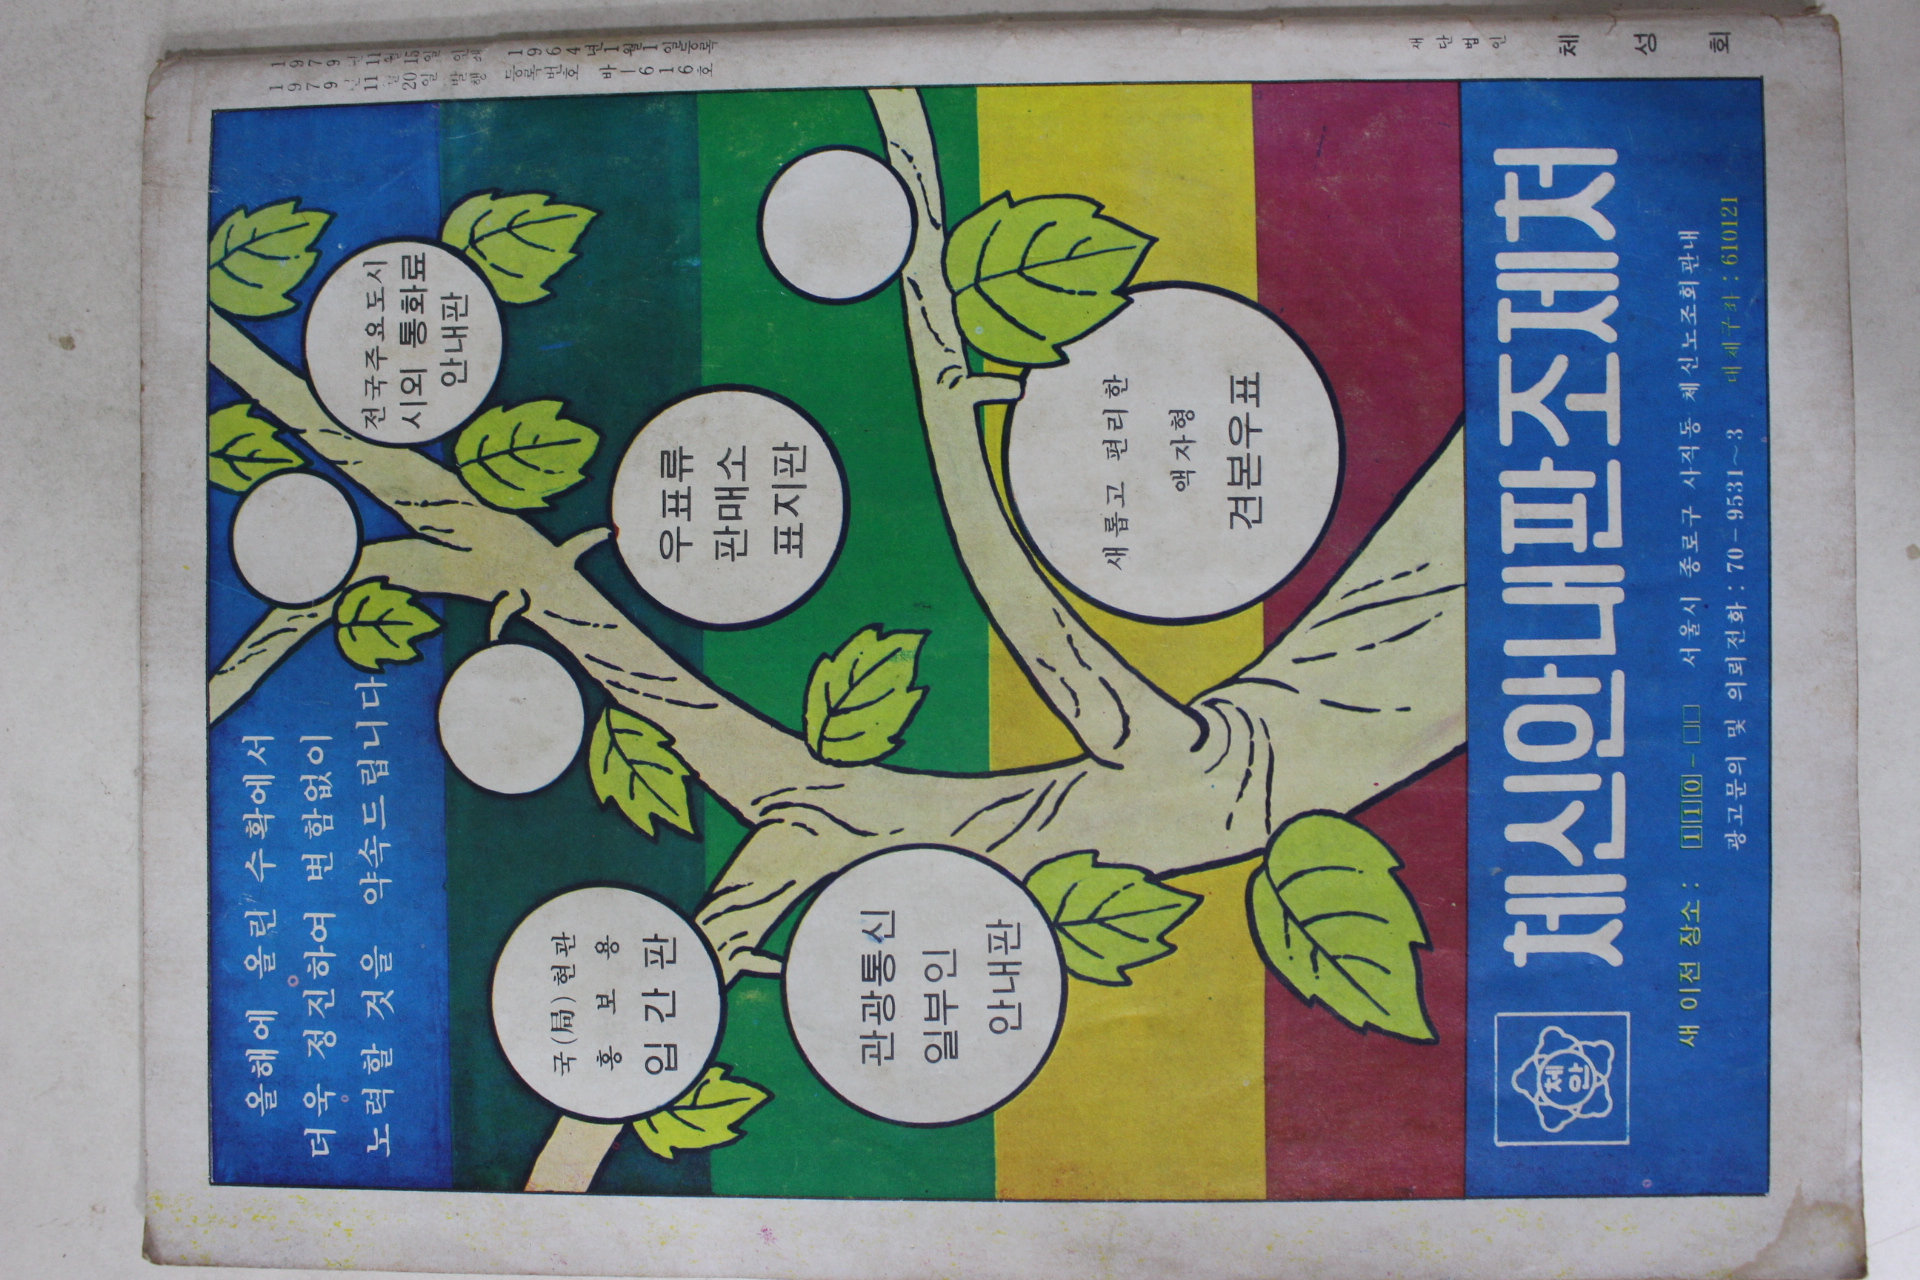 1979년 11월 15일 인쇄 1964년 1월 1일등록
1979년 11월 20일 발행 등록번호 바-1616호
재단법인 체성회
올해에 올린 수확에서
더욱 정진하여 변함없이
노력할 것을 약속드립니다
전국주요도시
시외 통화료
안내판
우표류
판매소
표지판
새롭고 편리한
액자형
견본우표
국(局)현관
홍보용
입간판
관광통신
일부인
안내판
체안
체신안내판조제처
새 이전 장소: 110-□□ 서울시 종로구 사직동 체신노조회관내
광고문의 및 의뢰전화: 70-9531~3 대체구좌: 610121